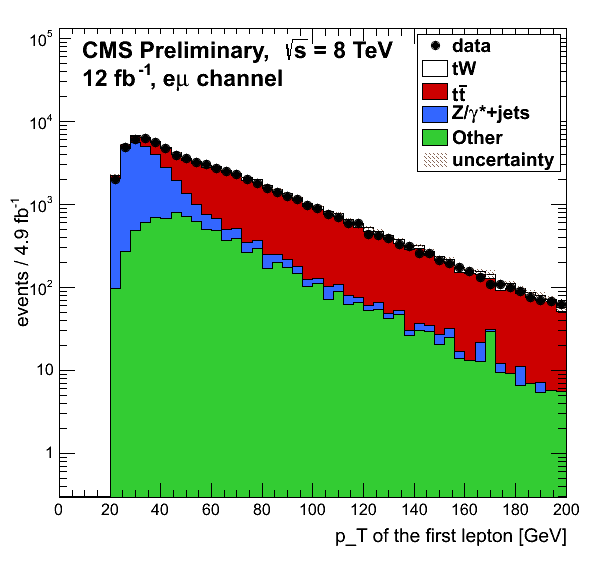 CMS Preliminary, √s = 8 TeV
12 fb⁻¹, eμ channel
data
tW
tt̄
Z/γ*+jets
Other
uncertainty
events / 4.9 fb⁻¹
10⁵
10⁴
10³
10²
10
1
0 20 40 60 80 100 120 140 160 180 200
p_T of the first lepton [GeV]